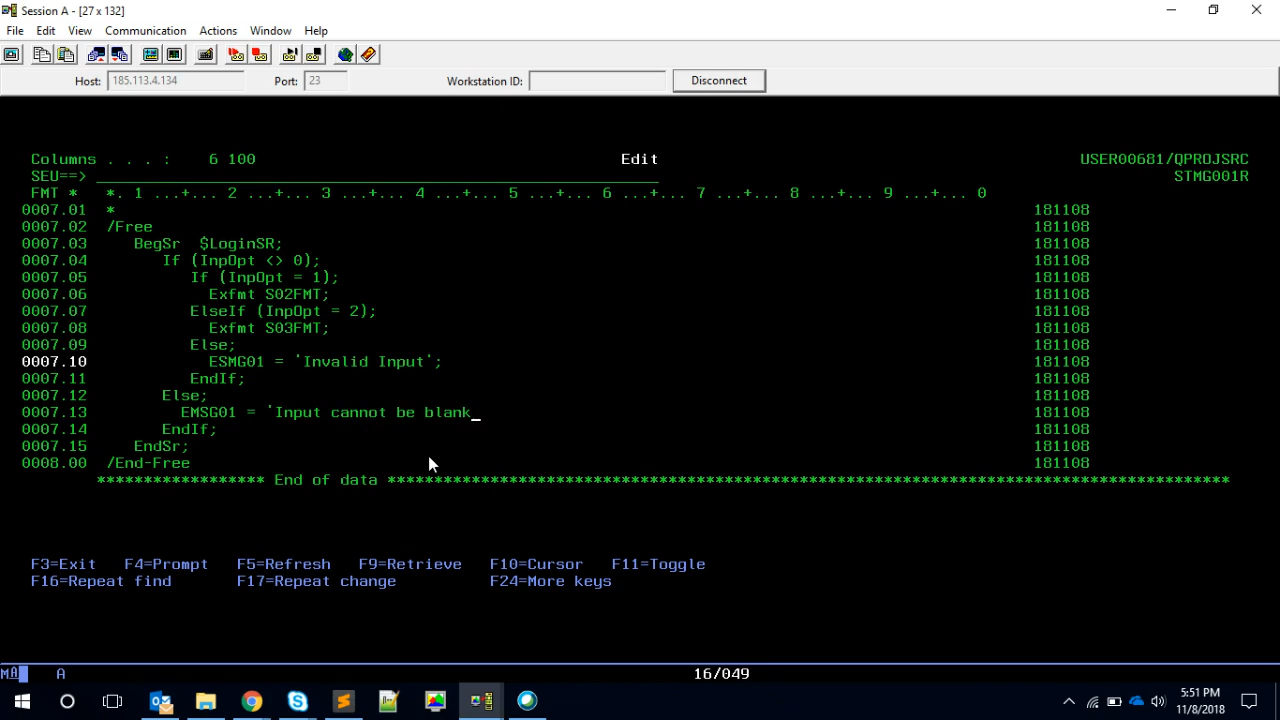 Session A - [27 x 132]
File Edit View Communication Actions Window Help
Host: 185.113.4.134 Port: 23 Workstation ID: Disconnect
Columns . . . : 6 100 Edit USER00681/QPROJSRC
SEU==> STMG001R
FMT * *. 1 ...+... 2 ...+... 3 ...+... 4 ...+... 5 ...+... 6 ...+... 7 ...+... 8 ...+... 9 ...+... 0
0007.01 * 181108
0007.02 /Free 181108
0007.03 BegSr $LoginSR; 181108
0007.04 If (InpOpt <> 0); 181108
0007.05 If (InpOpt = 1); 181108
0007.06 Exfmt S02FMT; 181108
0007.07 ElseIf (InpOpt = 2); 181108
0007.08 Exfmt S03FMT; 181108
0007.09 Else; 181108
0007.10 ESMG01 = 'Invalid Input'; 181108
0007.11 EndIf; 181108
0007.12 Else; 181108
0007.13 EMSG01 = 'Input cannot be blank_ 181108
0007.14 EndIf; 181108
0007.15 EndSr; 181108
0008.00 /End-Free 181108
****************** End of data ******************************************************************************************
F3=Exit F4=Prompt F5=Refresh F9=Retrieve F10=Cursor F11=Toggle
F16=Repeat find F17=Repeat change F24=More keys
MA A 16/049
5:51 PM
11/8/2018